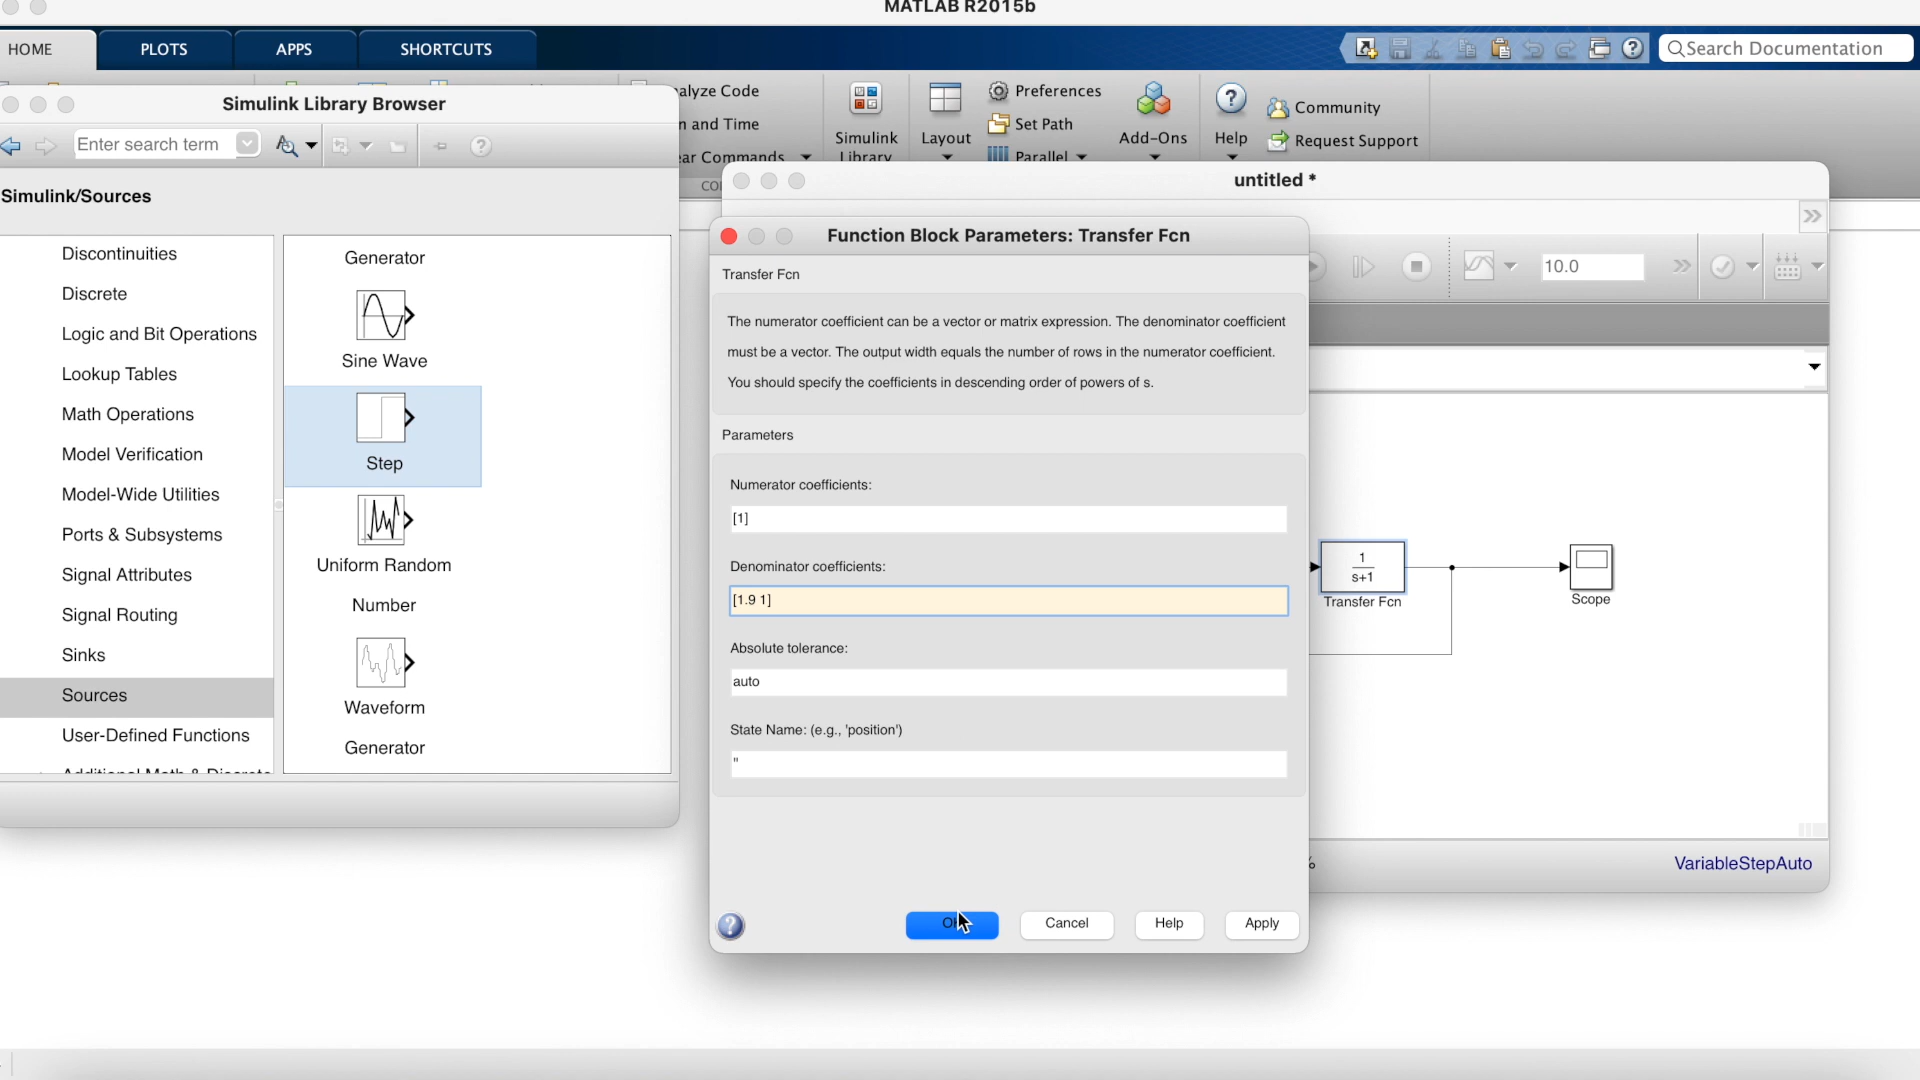 MATLAB R2015b
HOME
PLOTS
APPS
SHORTCUTS
Search Documentation
Simulink Library Browser
alyze Code
n and Time
ear Commands
Simulink
Library
Layout
Preferences
Set Path
Parallel
Add-Ons
Help
Community
Request Support
Enter search term
CO
untitled *
Simulink/Sources
Discontinuities
Discrete
Logic and Bit Operations
Lookup Tables
Math Operations
Model Verification
Model-Wide Utilities
Ports & Subsystems
Signal Attributes
Signal Routing
Sinks
Sources
User-Defined Functions
Additional Math & Discrete
Generator
Sine Wave
Step
Uniform Random
Number
Waveform
Generator
Function Block Parameters: Transfer Fcn
Transfer Fcn
The numerator coefficient can be a vector or matrix expression. The denominator coefficient
must be a vector. The output width equals the number of rows in the numerator coefficient.
You should specify the coefficients in descending order of powers of s.
Parameters
Numerator coefficients:
[1]
Denominator coefficients:
[1.9 1]
Absolute tolerance:
auto
State Name: (e.g., 'position')
''
OK
Cancel
Help
Apply
10.0
1
s+1
Transfer Fcn
Scope
%
VariableStepAuto